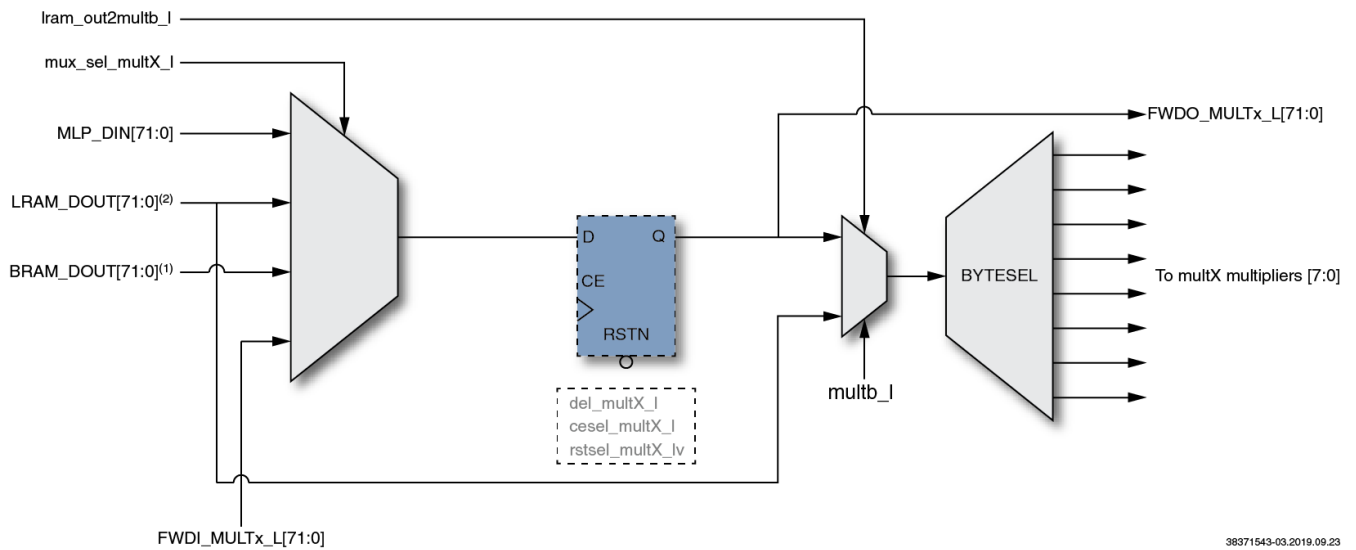 lram_out2multb_l
mux_sel_multX_l
MLP_DIN[71:0]
FWDO_MULTx_L[71:0]
LRAM_DOUT[71:0](2)
D
Q
BRAM_DOUT[71:0](1)
CE
BYTESEL
To multX multipliers [7:0]
RSTN
multb_l
del_multX_l
cesel_multX_l
rstsel_multX_lv
FWDI_MULTx_L[71:0]
38371543-03.2019.09.23